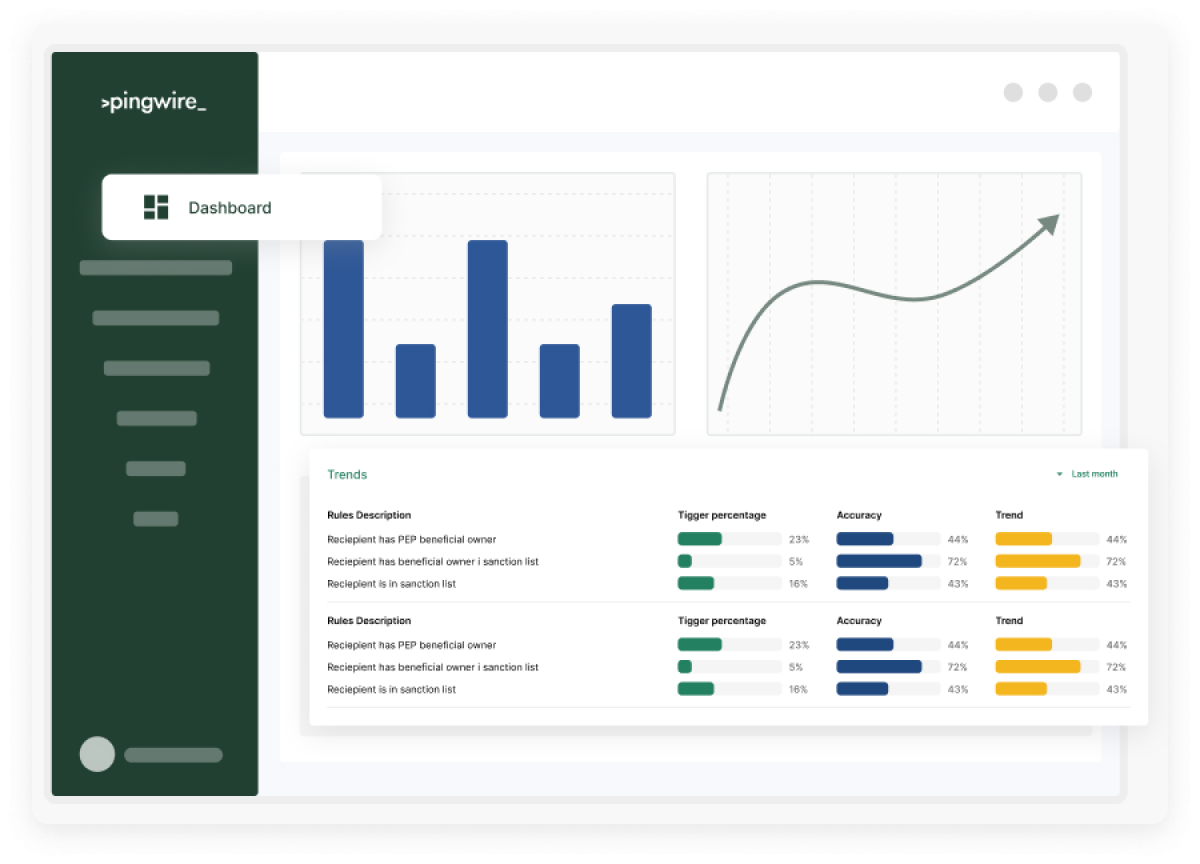 >pingwire_
Dashboard
Trends
Last month
Rules Description Tigger percentage Accuracy Trend
Reciepient has PEP beneficial owner 23% 44% 44%
Reciepient has beneficial owner i sanction list 5% 72% 72%
Reciepient is in sanction list 16% 43% 43%
Rules Description Tigger percentage Accuracy Trend
Reciepient has PEP beneficial owner 23% 44% 44%
Reciepient has beneficial owner i sanction list 5% 72% 72%
Reciepient is in sanction list 16% 43% 43%